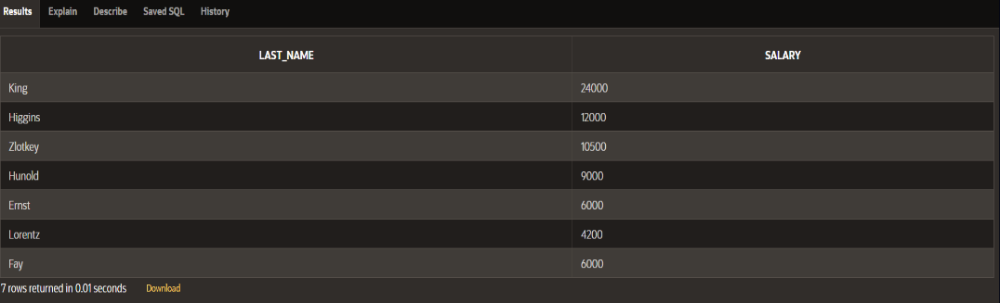 Results Explain Describe Saved SQL History
LAST_NAME SALARY
King 24000
Higgins 12000
Zlotkey 10500
Hunold 9000
Ernst 6000
Lorentz 4200
Fay 6000
7 rows returned in 0.01 seconds Download